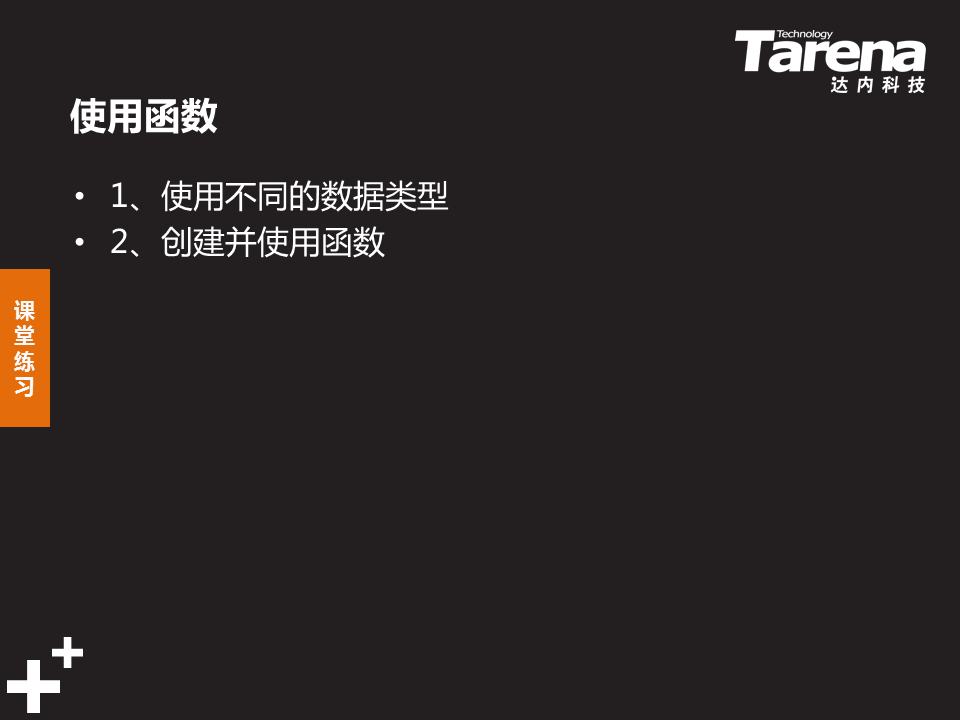 Technology
Tarena
达内科技
使用函数
• 1、使用不同的数据类型
• 2、创建并使用函数
课
堂
练
习